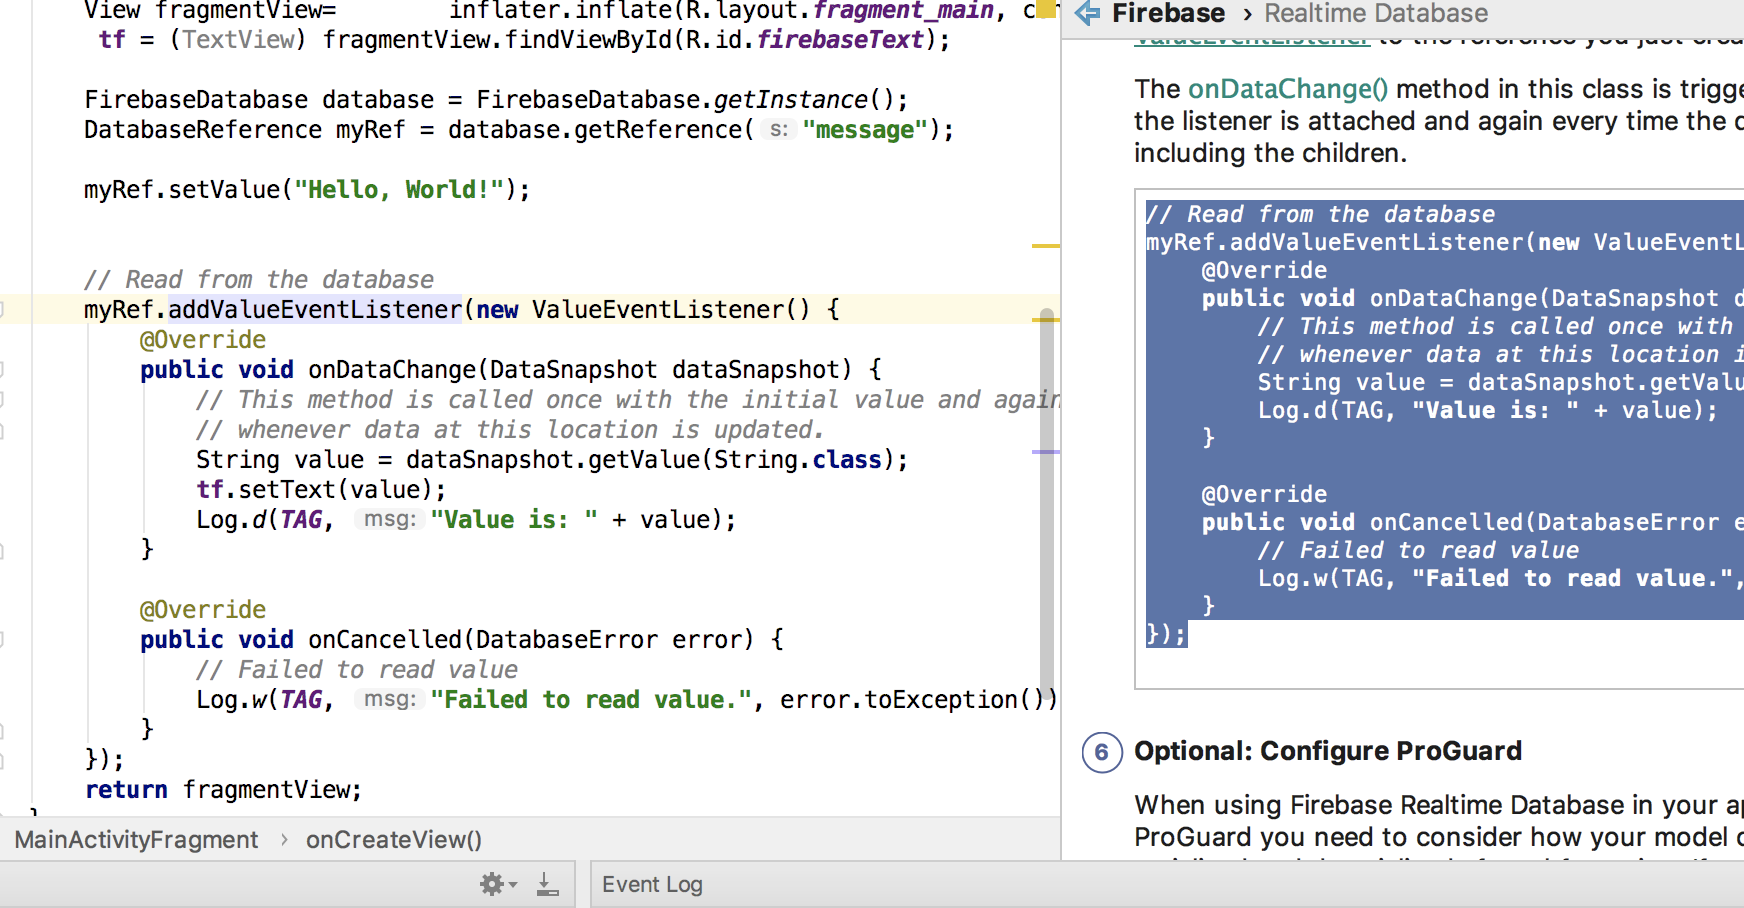 View fragmentView=        inflater.inflate(R.layout.fragment_main,
tf = (TextView) fragmentView.findViewById(R.id.firebaseText);
FirebaseDatabase database = FirebaseDatabase.getInstance();
DatabaseReference myRef = database.getReference( s: "message");
myRef.setValue("Hello, World!");
// Read from the database
myRef.addValueEventListener(new ValueEventListener() {
@Override
public void onDataChange(DataSnapshot dataSnapshot) {
// This method is called once with the initial value and again
// whenever data at this location is updated.
String value = dataSnapshot.getValue(String.class);
tf.setText(value);
Log.d(TAG, msg: "Value is: " + value);
}
@Override
public void onCancelled(DatabaseError error) {
// Failed to read value
Log.w(TAG, msg: "Failed to read value.", error.toException())
}
});
return fragmentView;
MainActivityFragment › onCreateView()
Firebase › Realtime Database
ValueEventListener to the reference you just
The onDataChange() method in this class is
the listener is attached and again every time the
including the children.
// Read from the database
myRef.addValueEventListener(new ValueEventL
@Override
public void onDataChange(DataSnapshot d
// This method is called once with
// whenever data at this location i
String value = dataSnapshot.getValu
Log.d(TAG, "Value is: " + value);
}
@Override
public void onCancelled(DatabaseError e
// Failed to read value
Log.w(TAG, "Failed to read value.",
}
});
6 Optional: Configure ProGuard
When using Firebase Realtime Database in your
ProGuard you need to consider how your model
Event Log